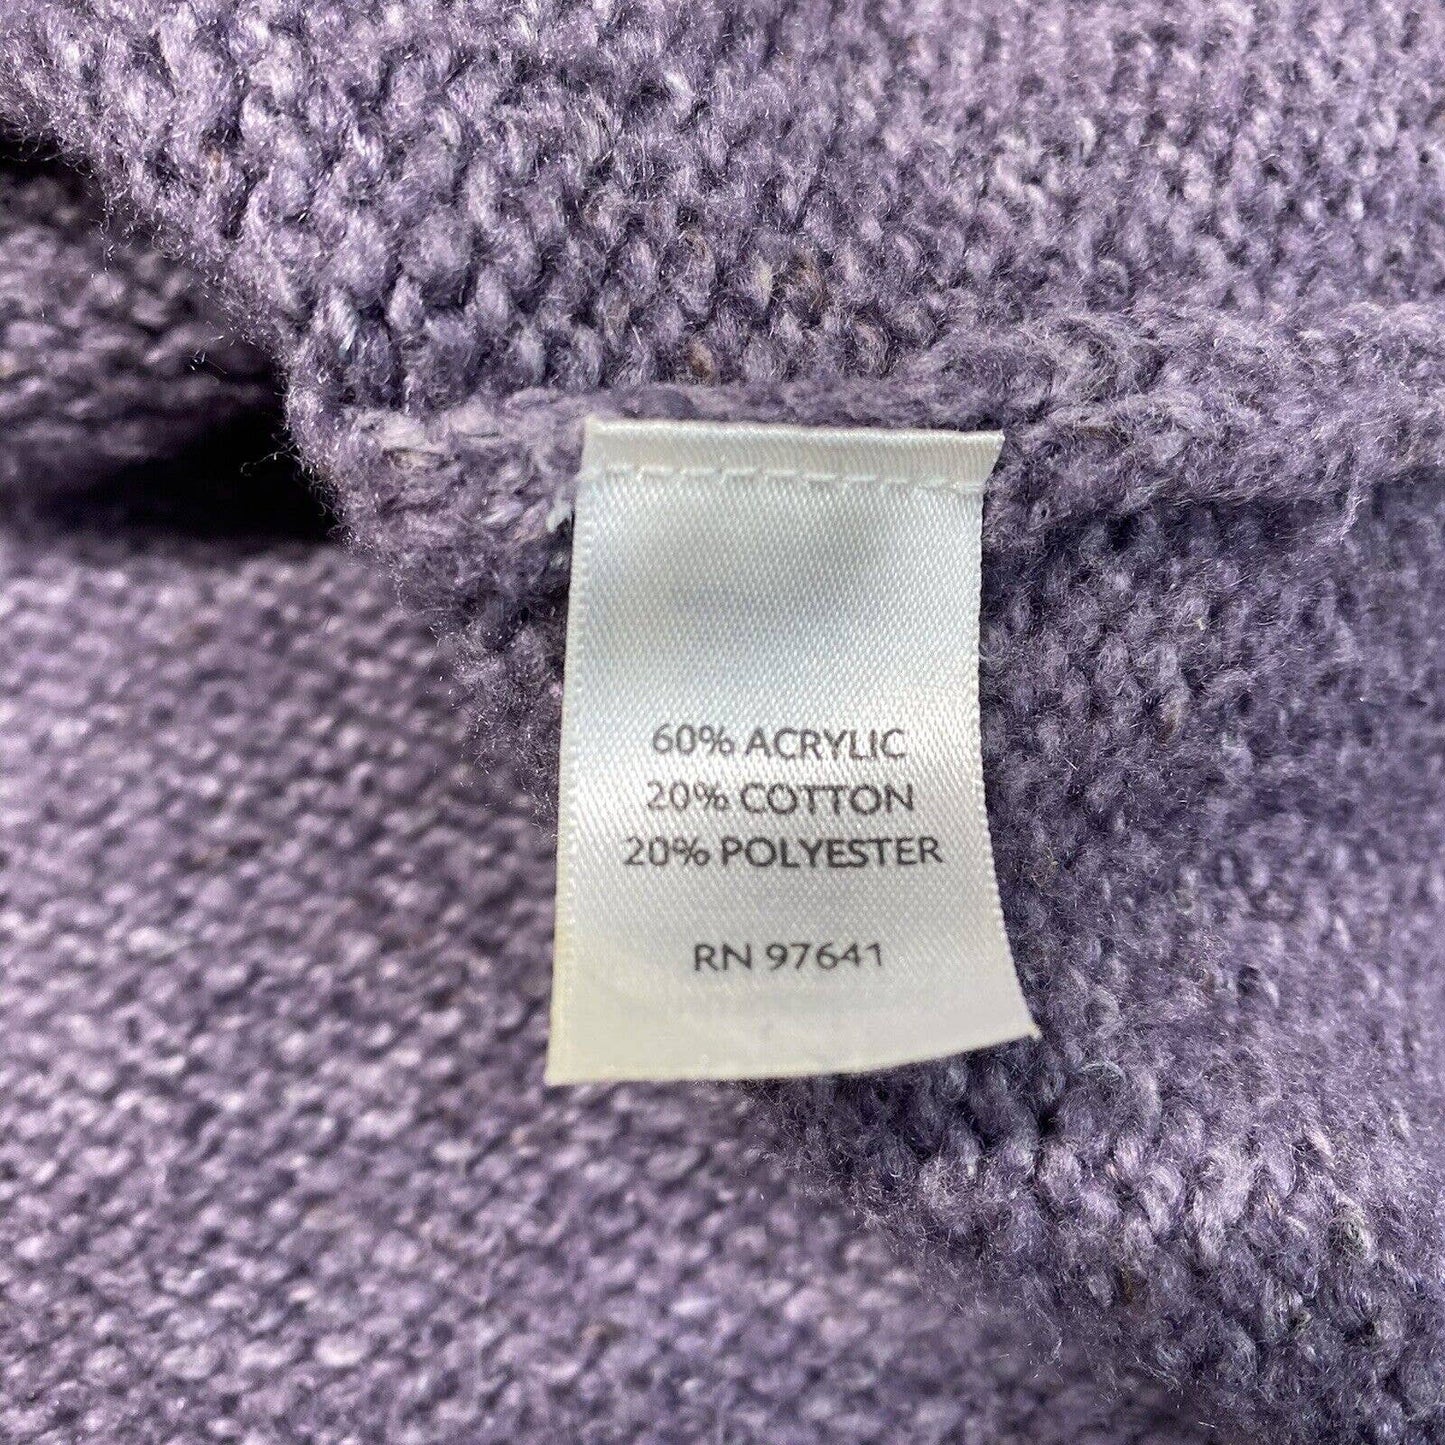 60% ACRYLIC
20% COTTON
20% POLYESTER
RN 97641